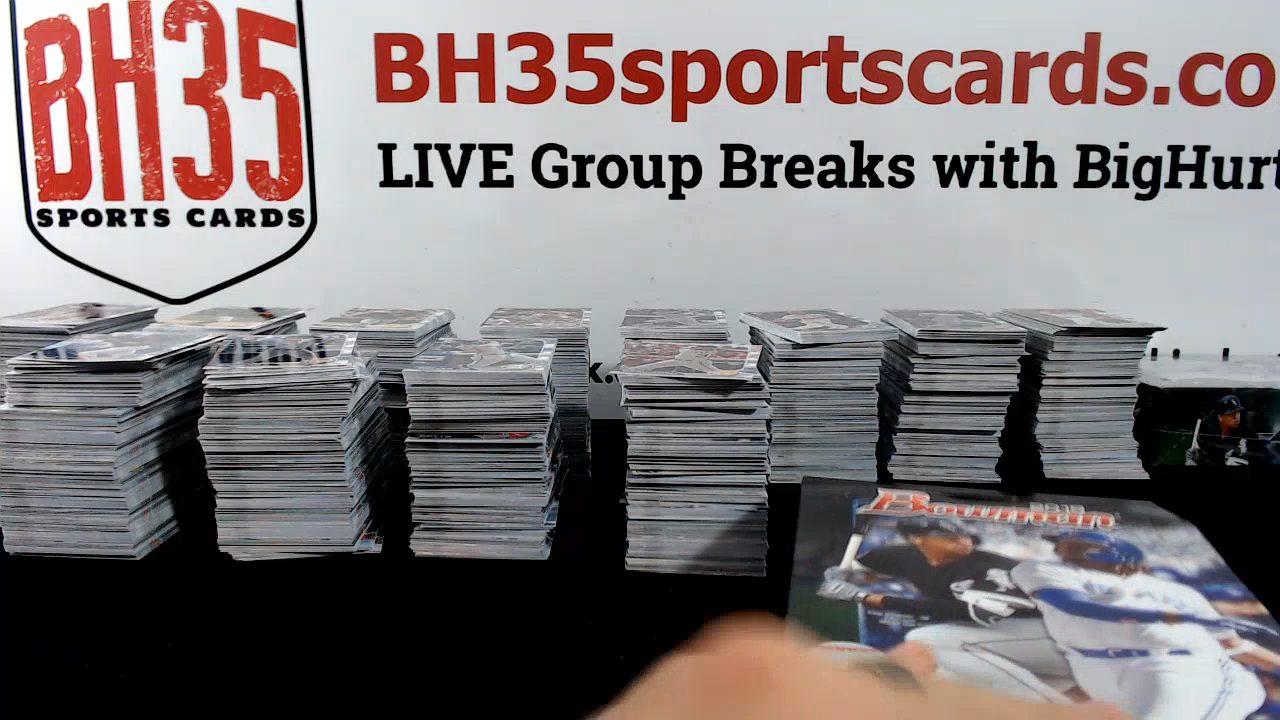 BH35
SPORTS CARDS
BH35sportscards.co
LIVE Group Breaks with BigHurt
k.
Bowman